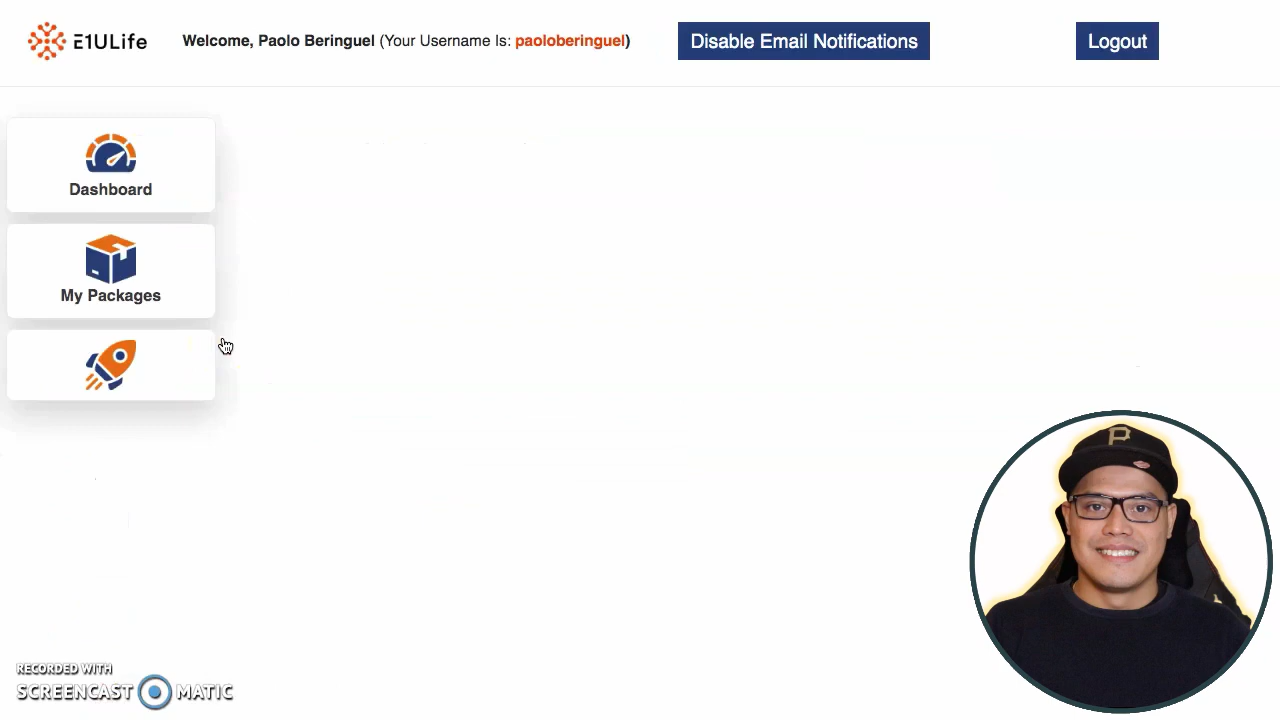 E1ULife
Welcome, Paolo Beringuel (Your Username Is: paoloberinguel)
Disable Email Notifications
Logout
Dashboard
My Packages
P
RECORDED WITH
SCREENCAST MATIC